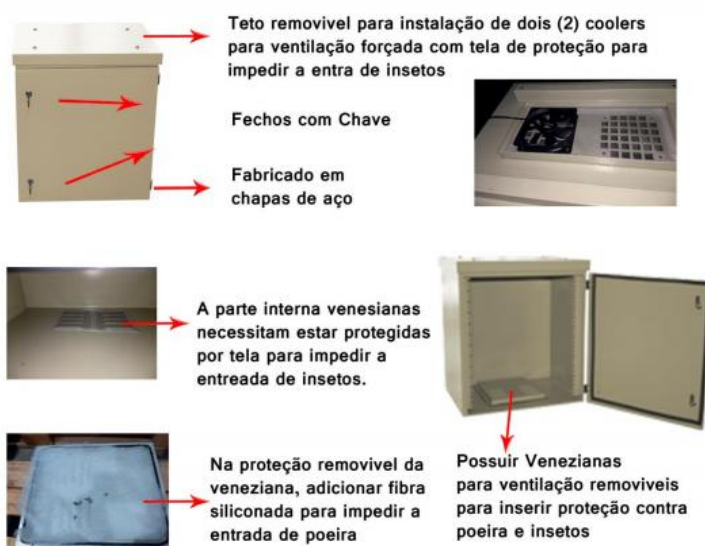 Teto removivel para instalação de dois (2) coolers
para ventilação forçada com tela de proteção para
impedir a entra de insetos
Fechos com Chave
Fabricado em
chapas de aço
A parte interna venesianas
necessitam estar protegidas
por tela para impedir a
entreada de insetos.
Na proteção removivel da
veneziana, adicionar fibra
siliconada para impedir a
entrada de poeira
Possuir Venezianas
para ventilação removiveis
para inserir proteção contra
poeira e insetos